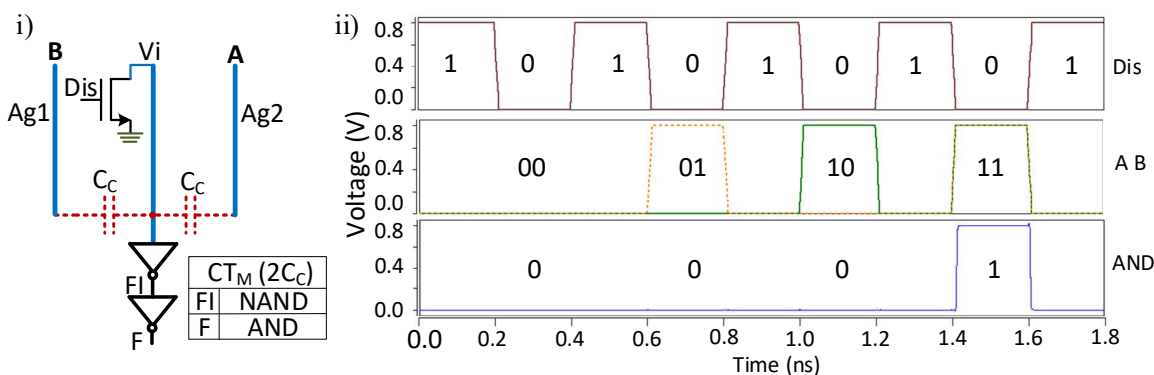 i)
B Vi A
Dis
Ag1 Ag2
C_C C_C
FI
F
CT_M (2C_C)
FI NAND
F AND
ii)
Voltage (V)
0.8
0.4
0.0
1 0 1 0 1 0 1 0 1
Dis
0.8
0.4
0.0
00 01 10 11
A B
0.8
0.4
0.0
0 0 0 1
AND
0.0 0.2 0.4 0.6 0.8 1.0 1.2 1.4 1.6 1.8
Time (ns)